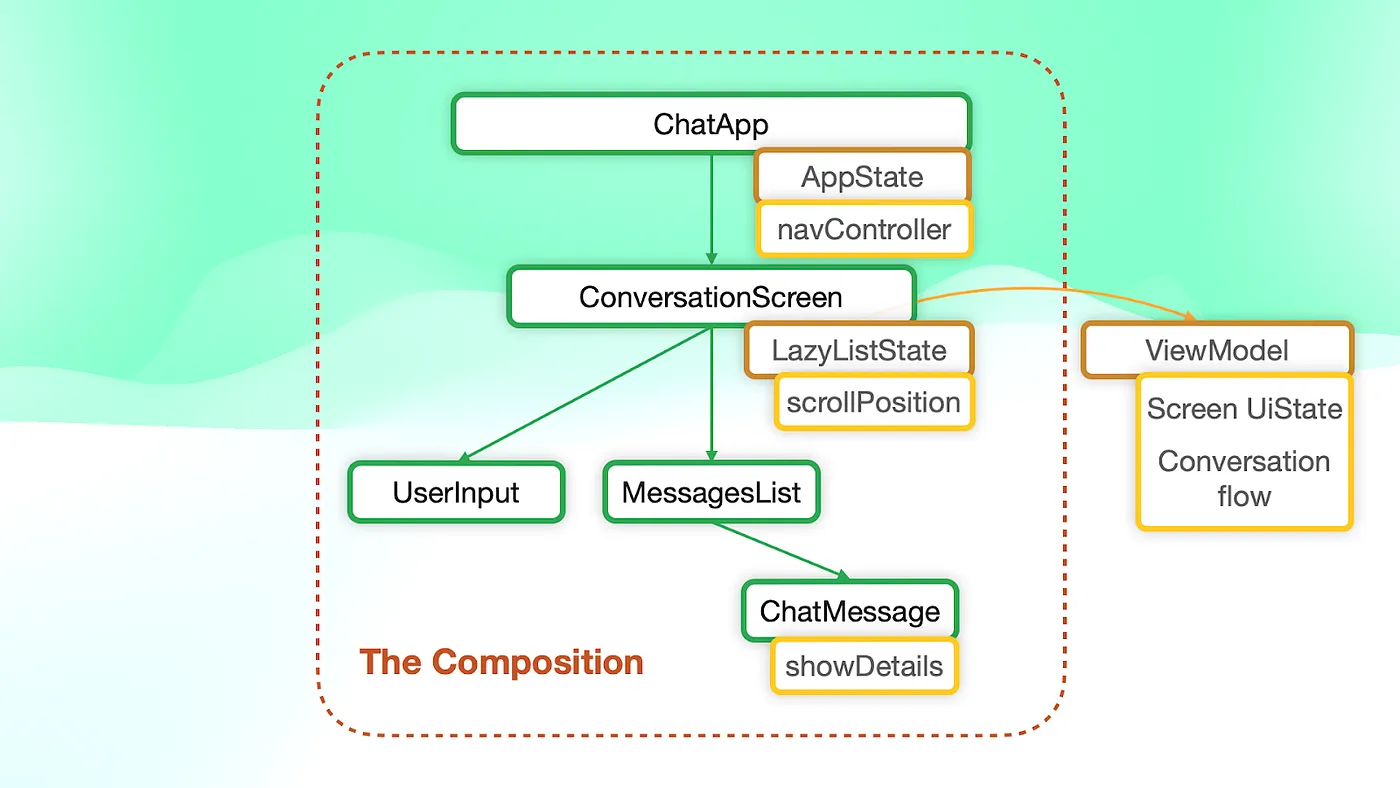 ChatApp
AppState
navController
ConversationScreen
LazyListState
scrollPosition
ViewModel
Screen UiState
Conversation
flow
UserInput
MessagesList
ChatMessage
showDetails
The Composition